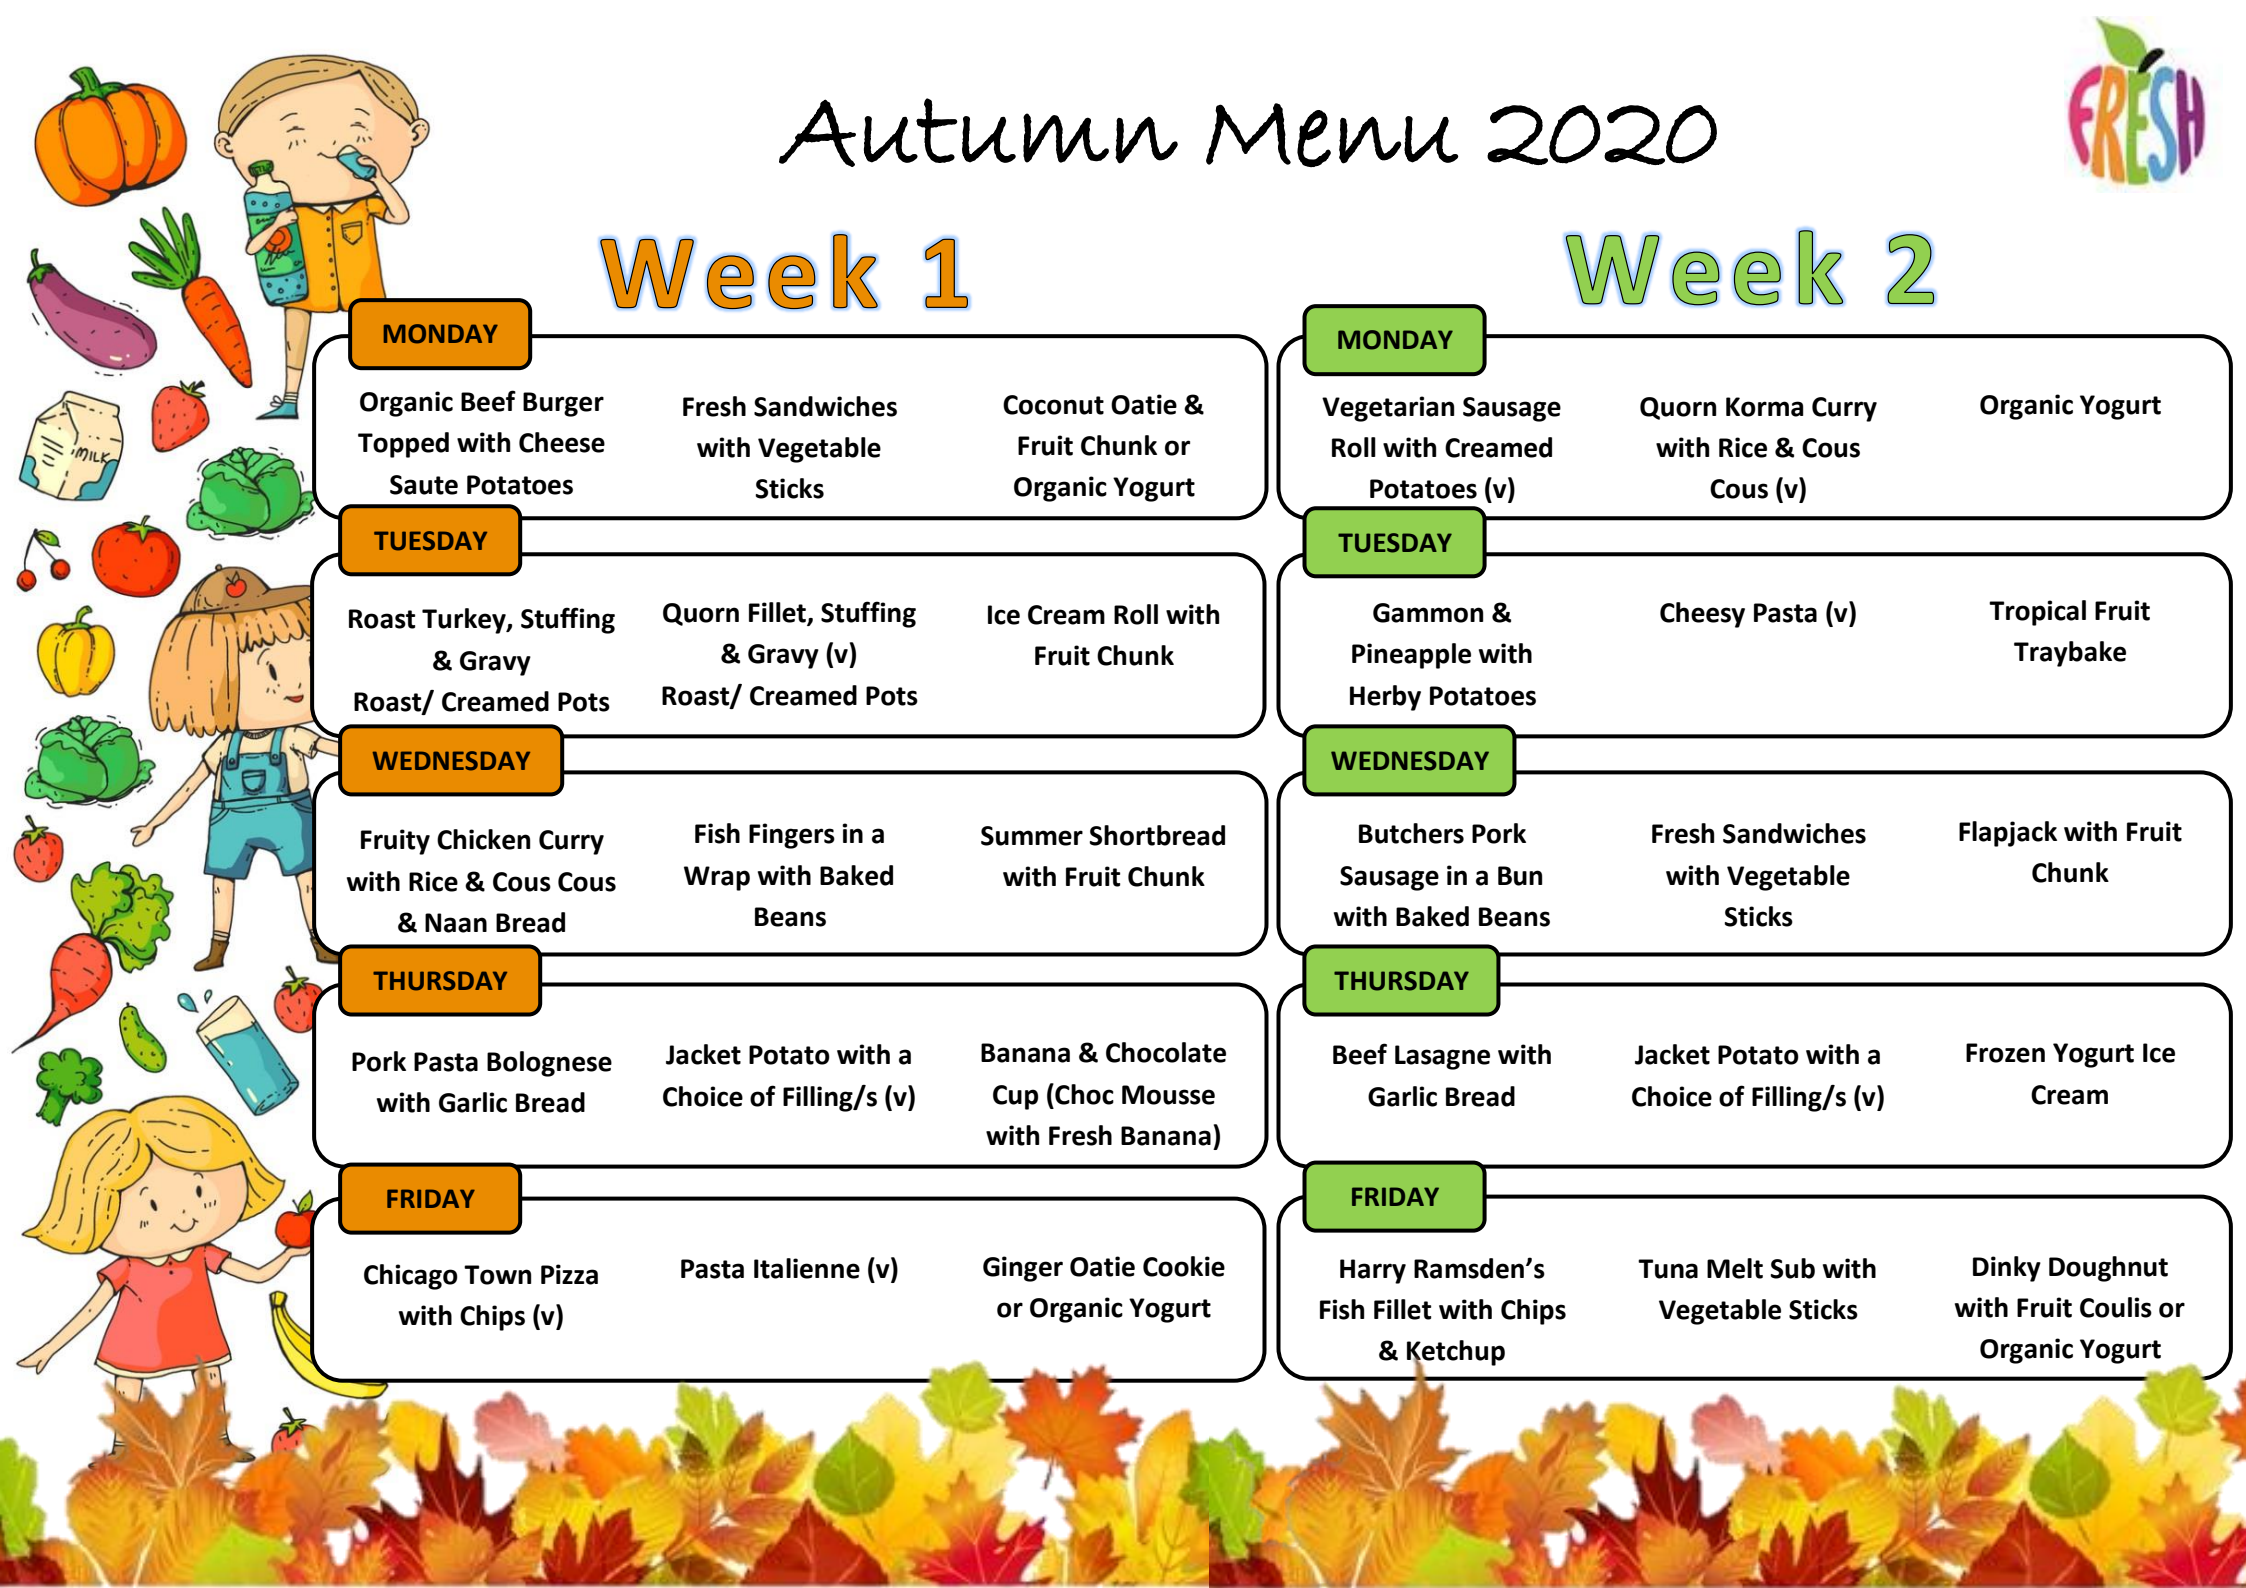 Autumn Menu 2020
FRESH
Week 1
MONDAY
Organic Beef Burger
Topped with Cheese
Saute Potatoes
Fresh Sandwiches
with Vegetable
Sticks
Coconut Oatie &
Fruit Chunk or
Organic Yogurt
TUESDAY
Roast Turkey, Stuffing
& Gravy
Roast/ Creamed Pots
Quorn Fillet, Stuffing
& Gravy (v)
Roast/ Creamed Pots
Ice Cream Roll with
Fruit Chunk
WEDNESDAY
Fruity Chicken Curry
with Rice & Cous Cous
& Naan Bread
Fish Fingers in a
Wrap with Baked
Beans
Summer Shortbread
with Fruit Chunk
THURSDAY
Pork Pasta Bolognese
with Garlic Bread
Jacket Potato with a
Choice of Filling/s (v)
Banana & Chocolate
Cup (Choc Mousse
with Fresh Banana)
FRIDAY
Chicago Town Pizza
with Chips (v)
Pasta Italienne (v)
Ginger Oatie Cookie
or Organic Yogurt
Week 2
MONDAY
Vegetarian Sausage
Roll with Creamed
Potatoes (v)
Quorn Korma Curry
with Rice & Cous
Cous (v)
Organic Yogurt
TUESDAY
Gammon &
Pineapple with
Herby Potatoes
Cheesy Pasta (v)
Tropical Fruit
Traybake
WEDNESDAY
Butchers Pork
Sausage in a Bun
with Baked Beans
Fresh Sandwiches
with Vegetable
Sticks
Flapjack with Fruit
Chunk
THURSDAY
Beef Lasagne with
Garlic Bread
Jacket Potato with a
Choice of Filling/s (v)
Frozen Yogurt Ice
Cream
FRIDAY
Harry Ramsden’s
Fish Fillet with Chips
& Ketchup
Tuna Melt Sub with
Vegetable Sticks
Dinky Doughnut
with Fruit Coulis or
Organic Yogurt
MILK